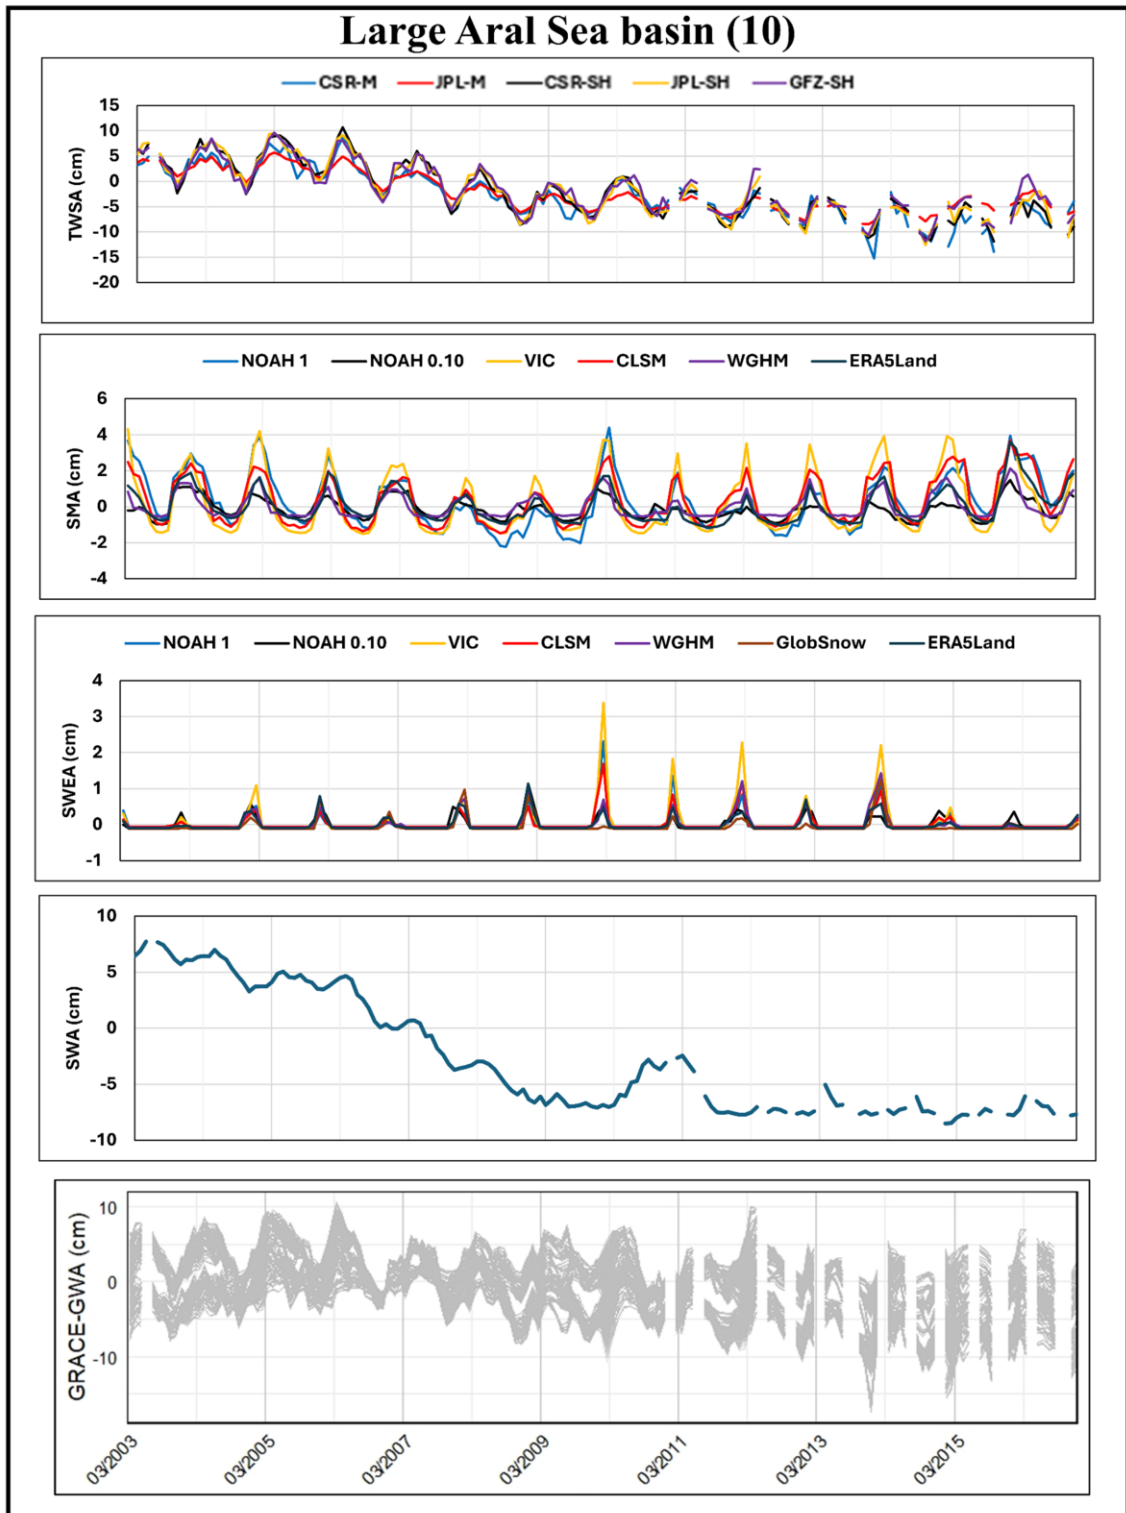 Large Aral Sea basin (10)
CSR-M JPL-M CSR-SH JPL-SH GFZ-SH
TWSA (cm)
15
10
5
0
-5
-10
-15
-20
NOAH 1 NOAH 0.10 VIC CLSM WGHM ERA5Land
SMA (cm)
6
4
2
0
-2
-4
NOAH 1 NOAH 0.10 VIC CLSM WGHM GlobSnow ERA5Land
SWEA (cm)
4
3
2
1
0
-1
SWA (cm)
10
5
0
-5
-10
GRACE-GWA (cm)
10
0
-10
03/2003 03/2005 03/2007 03/2009 03/2011 03/2013 03/2015